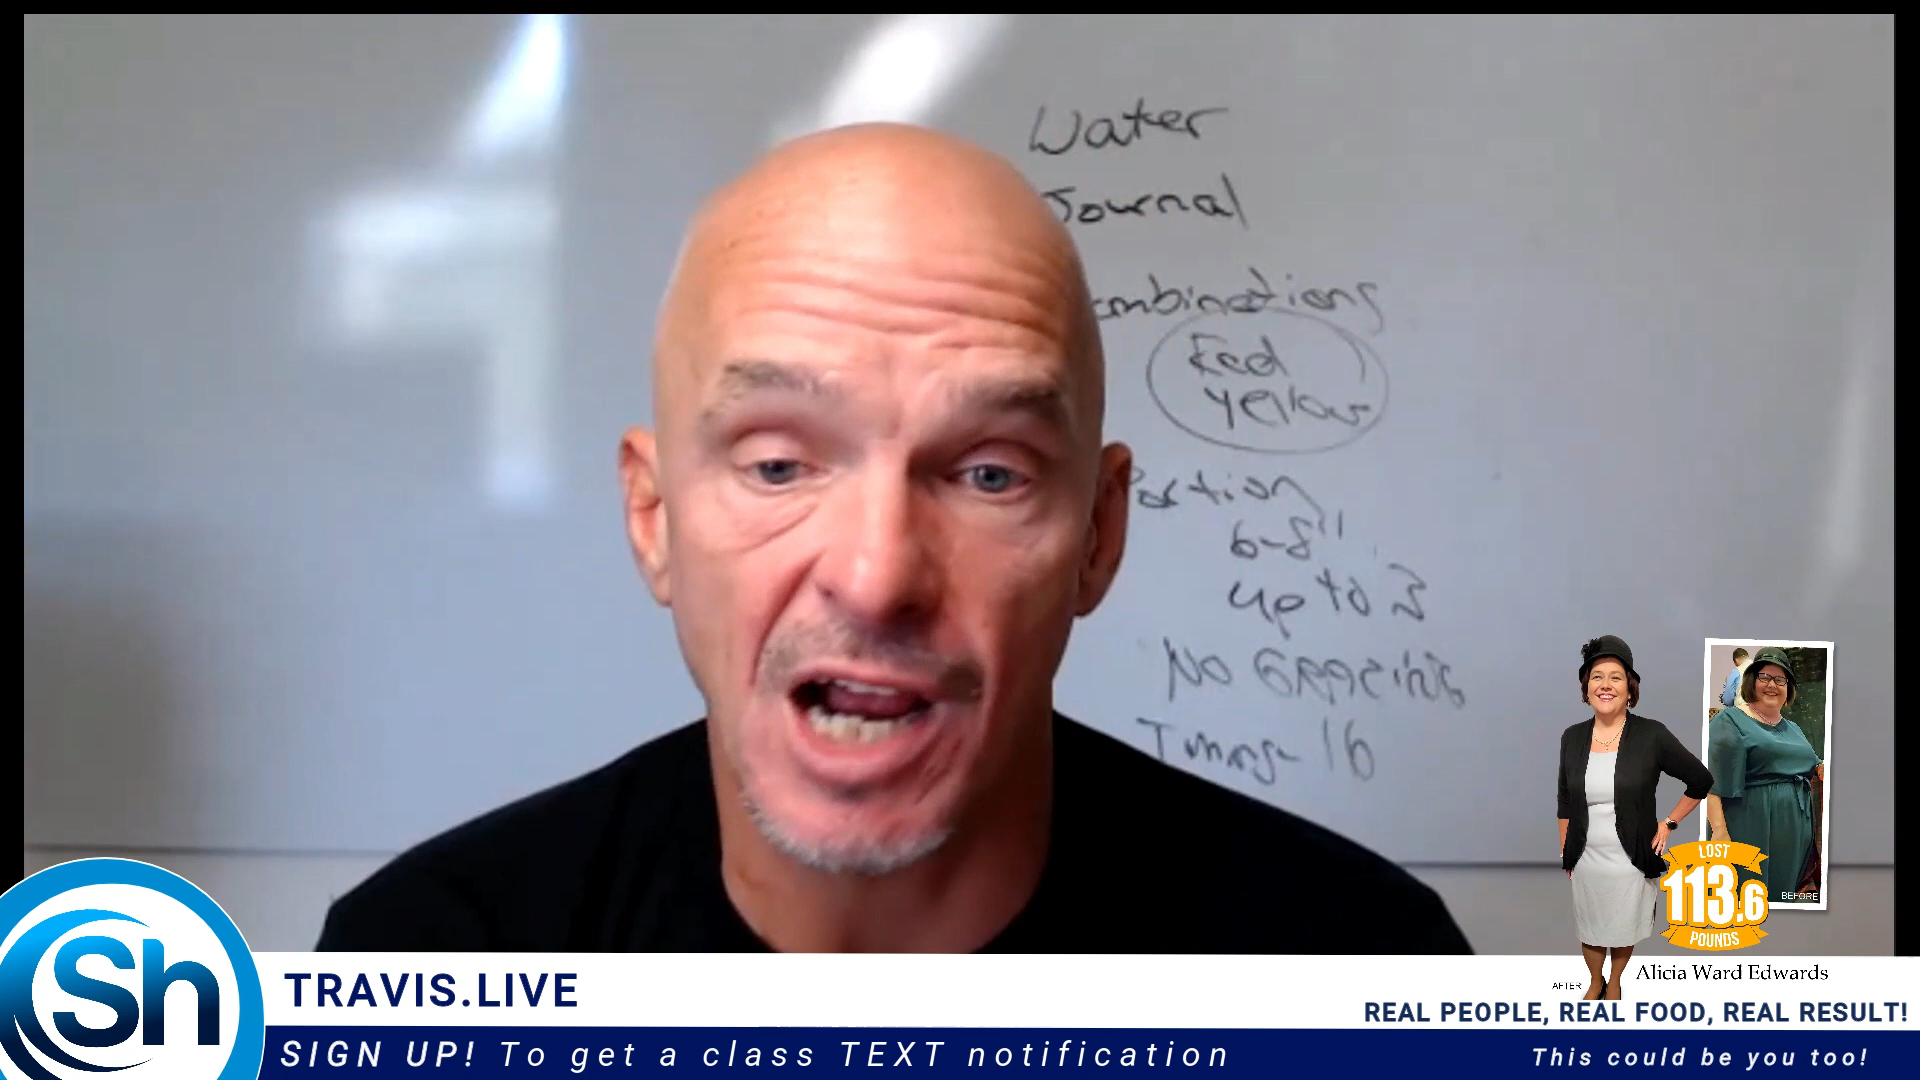 Water
Journal
ombinations
Red
yellow
Portion
6-8"
up to 3
NO GRAZING
Timing- 16
LOST
113.6
POUNDS
BEFORE
AFTER
Alicia Ward Edwards
Sh
TRAVIS.LIVE
REAL PEOPLE, REAL FOOD, REAL RESULT!
SIGN UP! To get a class TEXT notification
This could be you too!